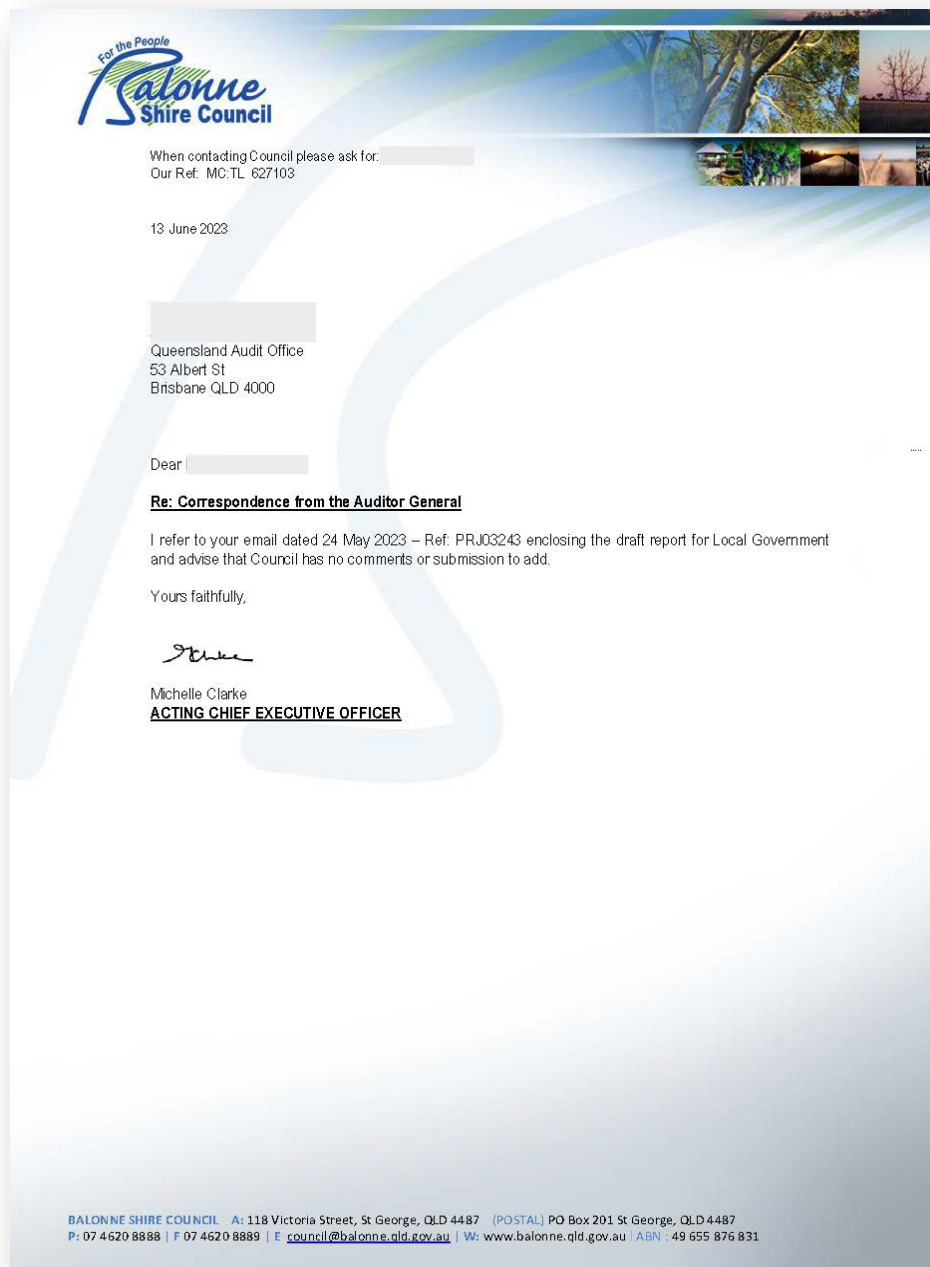 For the People
Balonne
Shire Council
When contacting Council please ask for:
Our Ref: MC:TL 627103
13 June 2023
Queensland Audit Office
53 Albert St
Brisbane QLD 4000
Dear
Re: Correspondence from the Auditor General
I refer to your email dated 24 May 2023 – Ref: PRJ03243 enclosing the draft report for Local Government
and advise that Council has no comments or submission to add.
Yours faithfully,
Michelle Clarke
ACTING CHIEF EXECUTIVE OFFICER
BALONNE SHIRE COUNCIL A: 118 Victoria Street, St George, QLD 4487 (POSTAL) PO Box 201 St George, QLD 4487
P: 07 4620 8888 | F 07 4620 8889 | E council@balonne.qld.gov.au | W: www.balonne.qld.gov.au | ABN : 49 655 876 831